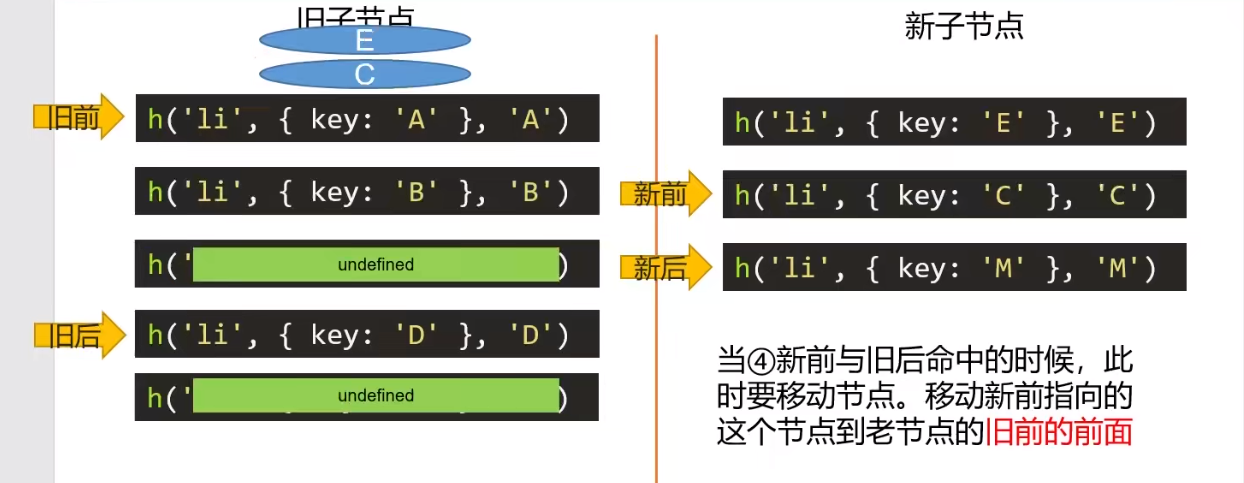 旧子节点
E
C
旧前
h('li', { key: 'A' }, 'A')
h('li', { key: 'B' }, 'B')
h('
undefined
)
旧后
h('li', { key: 'D' }, 'D')
h('
undefined
)
新子节点
h('li', { key: 'E' }, 'E')
新前
h('li', { key: 'C' }, 'C')
新后
h('li', { key: 'M' }, 'M')
当④新前与旧后命中的时候，此
时要移动节点。移动新前指向的
这个节点到老节点的旧前的前面